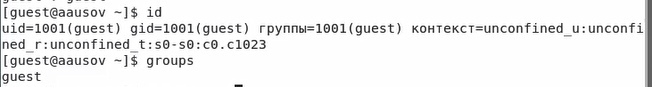 [guest@aausov ~]$ id
uid=1001(guest) gid=1001(guest) группы=1001(guest) контекст=unconfined_u:unconfi
ned_r:unconfined_t:s0-s0:c0.c1023
[guest@aausov ~]$ groups
guest